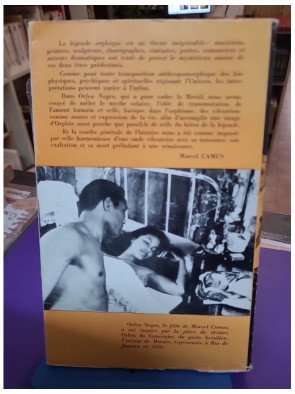 La légende orphique est un thème inépuisable : musiciens,
peintres, sculpteurs, chorégraphes, cinéastes, poètes, romanciers et
auteurs dramatiques ont tenté de percer le mystérieux amour de
ces deux êtres prédestinés.
Comme pour toute transposition anthropomorphique des lois
physiques, psychiques et spirituelles régissant l'Univers, les inter-
prétations peuvent varier à l'infini.
Dans Orfeu Negro, qui a pour cadre le Brésil, nous avons
essayé de mêler le mythe solaire, l'idée de transmutation de
l'amour humain et celle, basique dans l'orphisme, des vibrations
comme source et expression de la vie, afin d'accomplir une image
d'Orphée aussi proche que possible de celle du héros de la légende.
Et la courbe générale de l'histoire nous a été comme imposée
par celle harmonieuse d'une onde vibratoire avec sa naissance, son
exaltation et sa mort préludant à une renaissance.
Marcel CAMUS.
Orfeu Negro, le film de Marcel Camus,
a été inspiré par la pièce de théatre
Orfeu da Conceição, du poète brésilien
Vinicius de Moraes, représentée à Rio de
Janeiro en 1956.